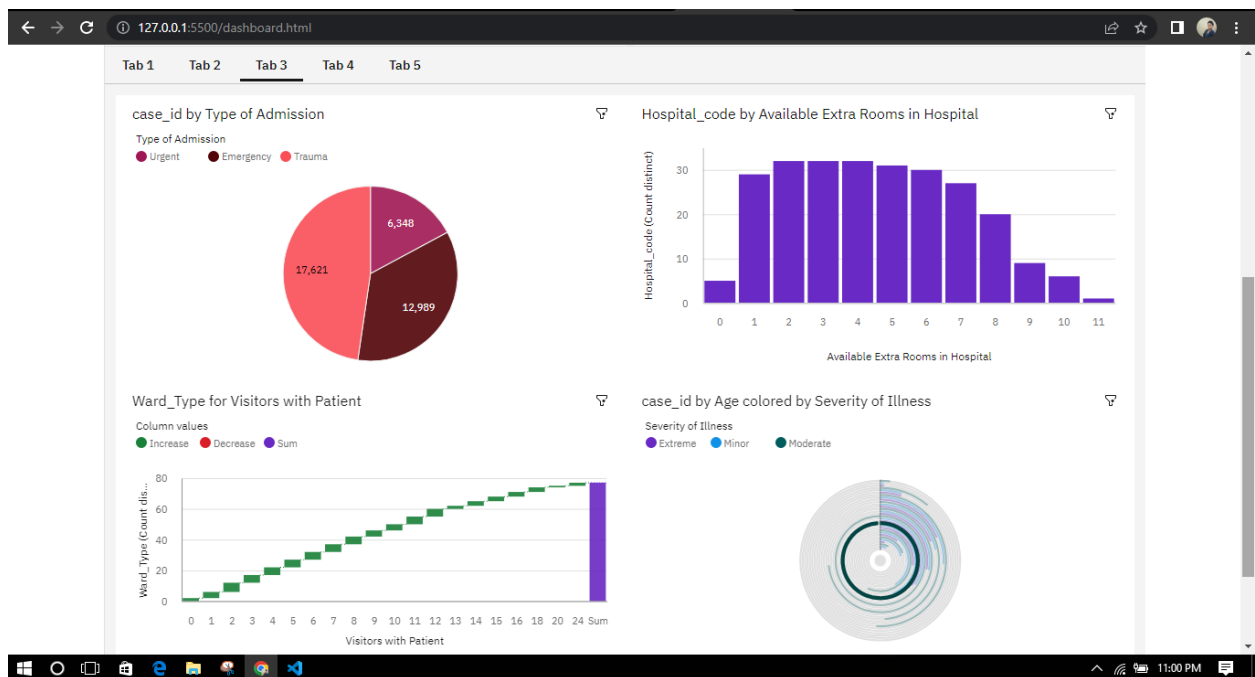 127.0.0.1:5500/dashboard.html
Tab 1 Tab 2 Tab 3 Tab 4 Tab 5
case_id by Type of Admission
Type of Admission
Urgent Emergency Trauma
6,348
17,621
12,989
Hospital_code by Available Extra Rooms in Hospital
Hospital_code (Count distinct)
30
20
10
0
0 1 2 3 4 5 6 7 8 9 10 11
Available Extra Rooms in Hospital
Ward_Type for Visitors with Patient
Column values
Increase Decrease Sum
Ward_Type (Count dis...
80
60
40
20
0
0 1 2 3 4 5 6 7 8 9 10 11 12 13 14 15 16 18 20 24 Sum
Visitors with Patient
case_id by Age colored by Severity of Illness
Severity of Illness
Extreme Minor Moderate
11:00 PM